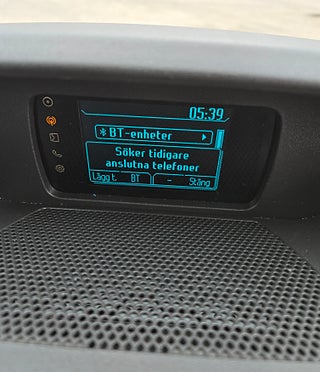 05:39
BT-enheter
Söker tidigare
anslutna telefoner
Lägg t. BT - Stäng